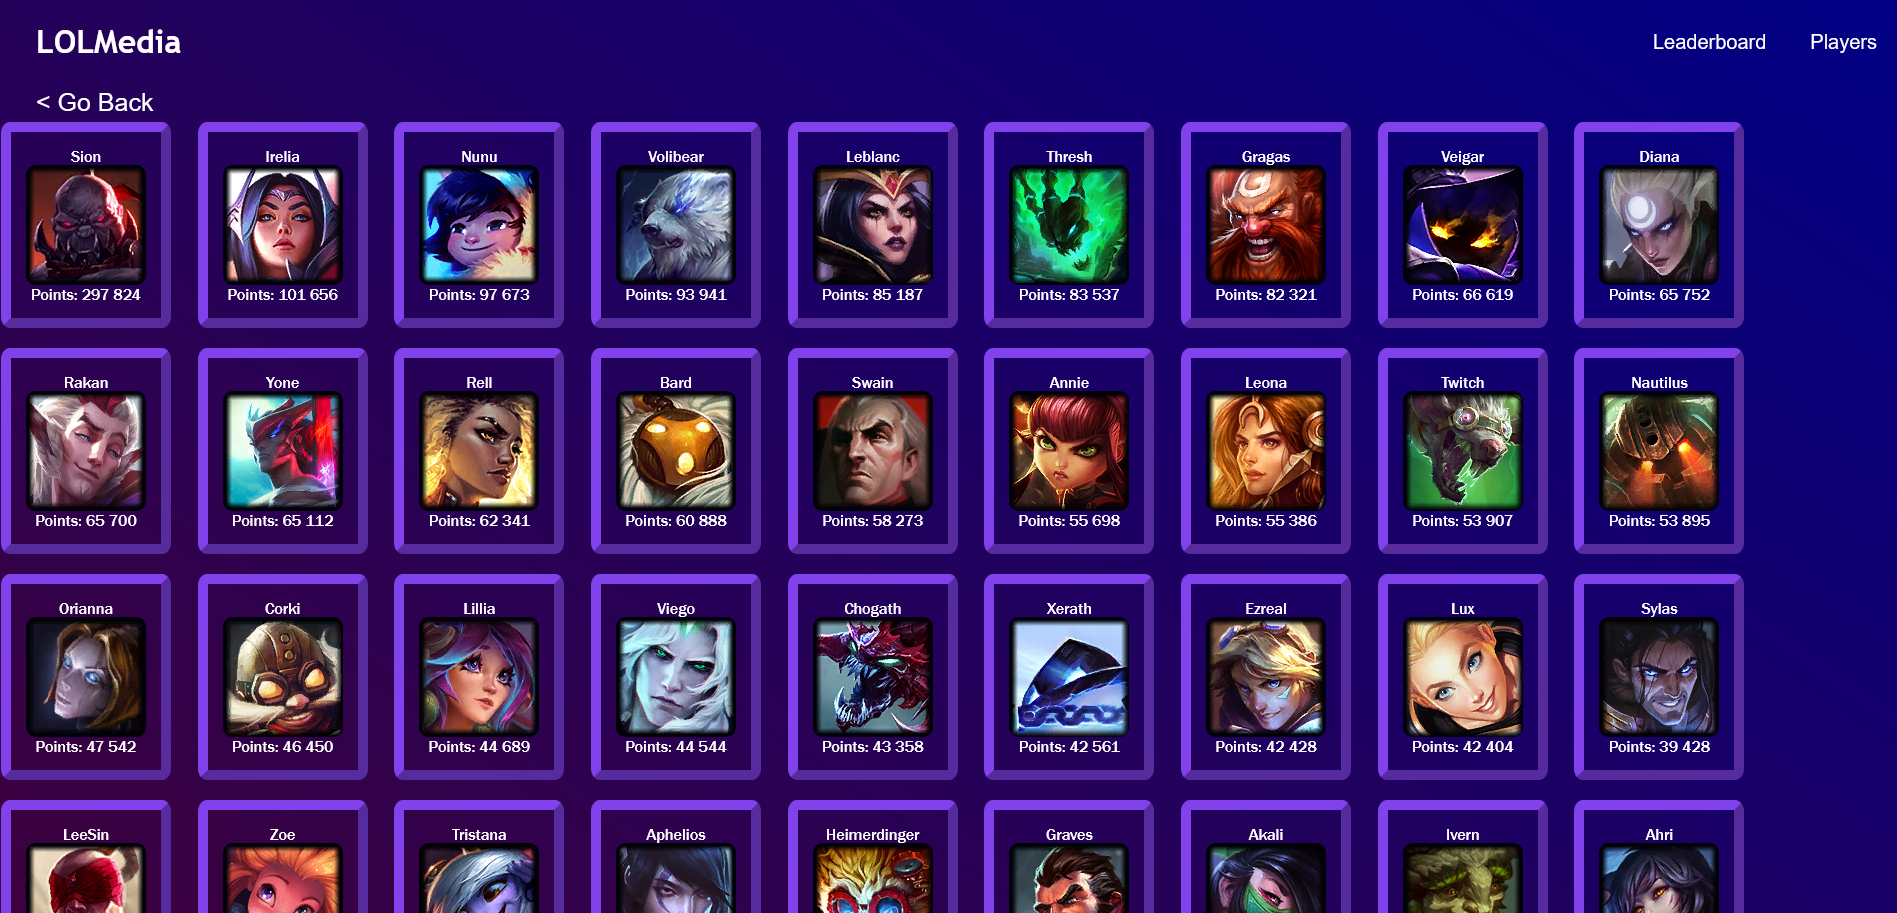 LOLMedia
Leaderboard Players
< Go Back
Sion Irelia Nunu Volibear Leblanc Thresh Gragas Veigar Diana
Points: 297 824 Points: 101 656 Points: 97 673 Points: 93 941 Points: 85 187 Points: 83 537 Points: 82 321 Points: 66 619 Points: 65 752
Rakan Yone Rell Bard Swain Annie Leona Twitch Nautilus
Points: 65 700 Points: 65 112 Points: 62 341 Points: 60 888 Points: 58 273 Points: 55 698 Points: 55 386 Points: 53 907 Points: 53 895
Orianna Corki Lillia Viego Chogath Xerath Ezreal Lux Sylas
Points: 47 542 Points: 46 450 Points: 44 689 Points: 44 544 Points: 43 358 Points: 42 561 Points: 42 428 Points: 42 404 Points: 39 428
LeeSin Zoe Tristana Aphelios Heimerdinger Graves Akali Ivern Ahri